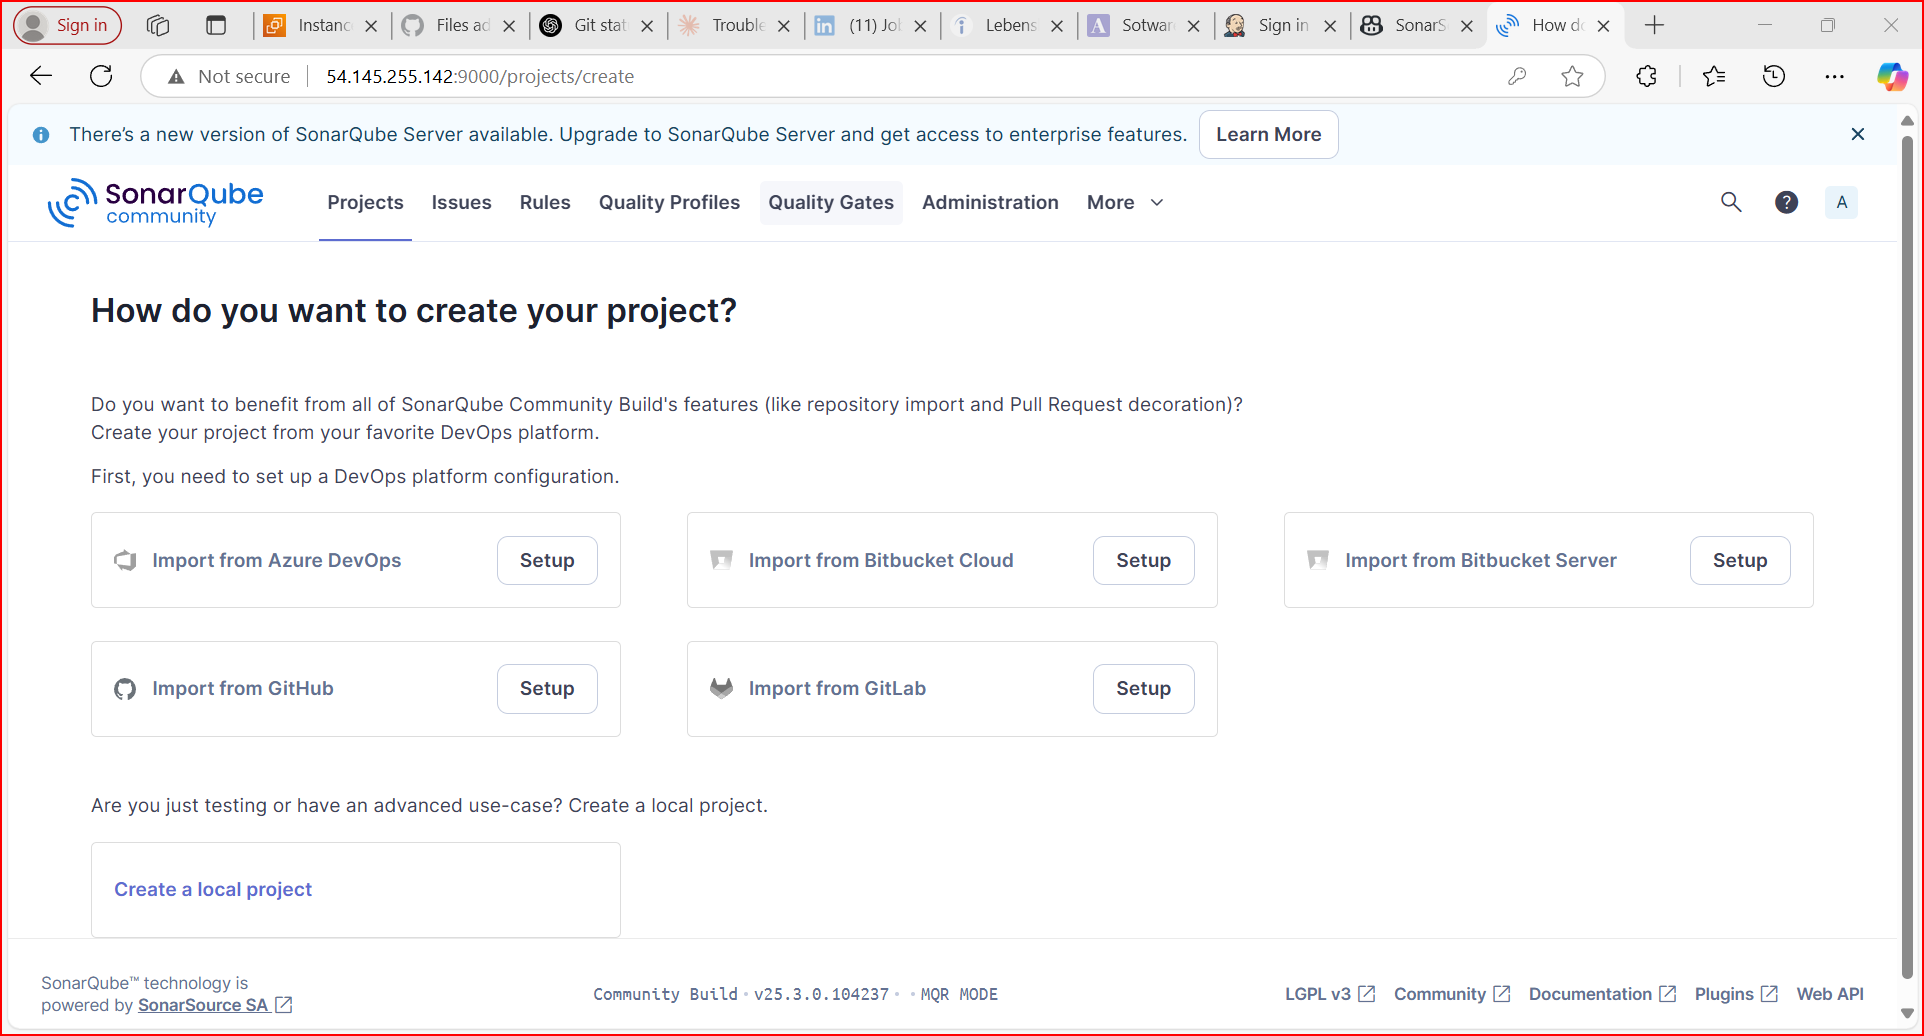 Sign in
Instanc
Files ad
Git stat
Trouble
(11) Jo
Lebens
Sotwar
Sign in
SonarS
How do
Not secure
54.145.255.142:9000/projects/create
There's a new version of SonarQube Server available. Upgrade to SonarQube Server and get access to enterprise features.
Learn More
SonarQube
community
Projects
Issues
Rules
Quality Profiles
Quality Gates
Administration
More
A
How do you want to create your project?
Do you want to benefit from all of SonarQube Community Build's features (like repository import and Pull Request decoration)?
Create your project from your favorite DevOps platform.
First, you need to set up a DevOps platform configuration.
Import from Azure DevOps
Setup
Import from Bitbucket Cloud
Setup
Import from Bitbucket Server
Setup
Import from GitHub
Setup
Import from GitLab
Setup
Are you just testing or have an advanced use-case? Create a local project.
Create a local project
SonarQube™ technology is
powered by SonarSource SA
Community Build • v25.3.0.104237 • • MQR MODE
LGPL v3
Community
Documentation
Plugins
Web API